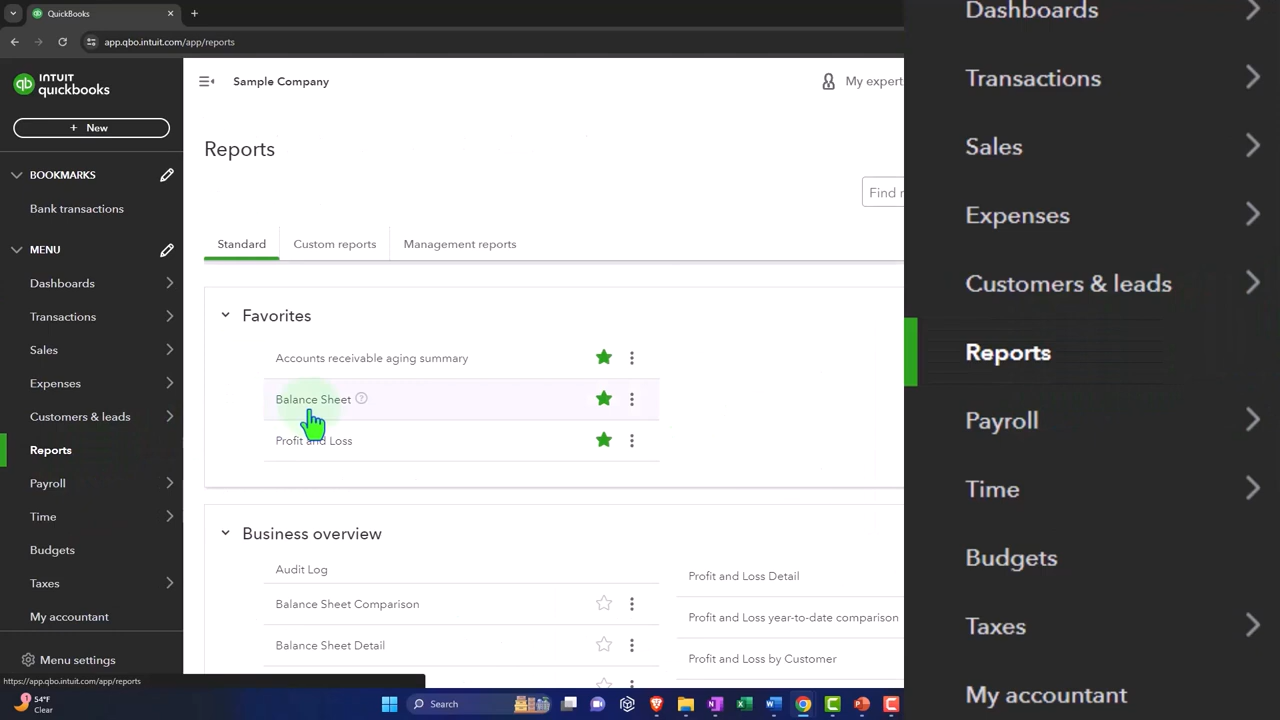 QuickBooks
app.qbo.intuit.com/app/reports
INTUIT
quickbooks
+ New
BOOKMARKS
Bank transactions
MENU
Dashboards
Transactions
Sales
Expenses
Customers & leads
Reports
Payroll
Time
Budgets
Taxes
My accountant
Menu settings
https://app.qbo.intuit.com/app/reports
Sample Company
My expert
Reports
Find
Standard
Custom reports
Management reports
Favorites
Accounts receivable aging summary
Balance Sheet
Profit and Loss
Business overview
Audit Log
Balance Sheet Comparison
Balance Sheet Detail
Profit and Loss Detail
Profit and Loss year-to-date comparison
Profit and Loss by Customer
Dashboards
Transactions
Sales
Expenses
Customers & leads
Reports
Payroll
Time
Budgets
Taxes
My accountant
54°F
Clear
Search